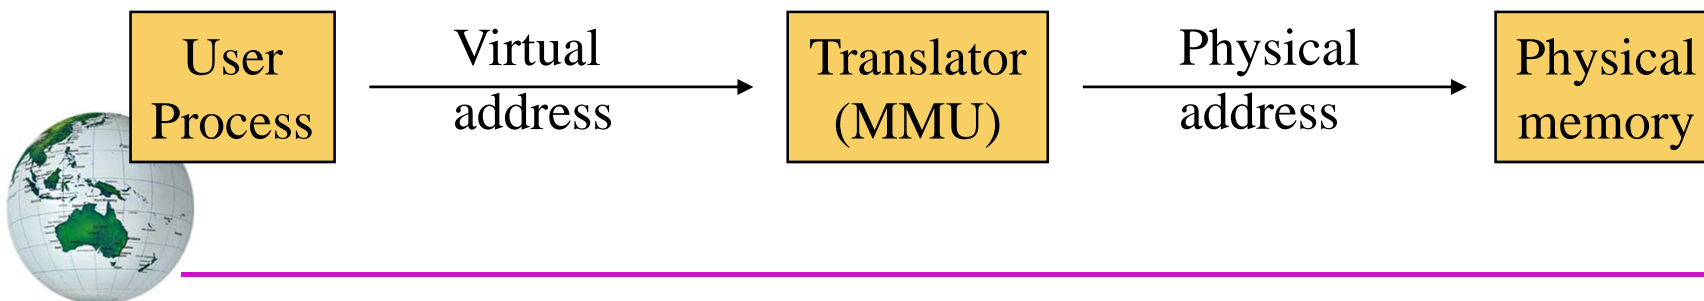 User
Process
Virtual
address
Translator
(MMU)
Physical
address
Physical
memory